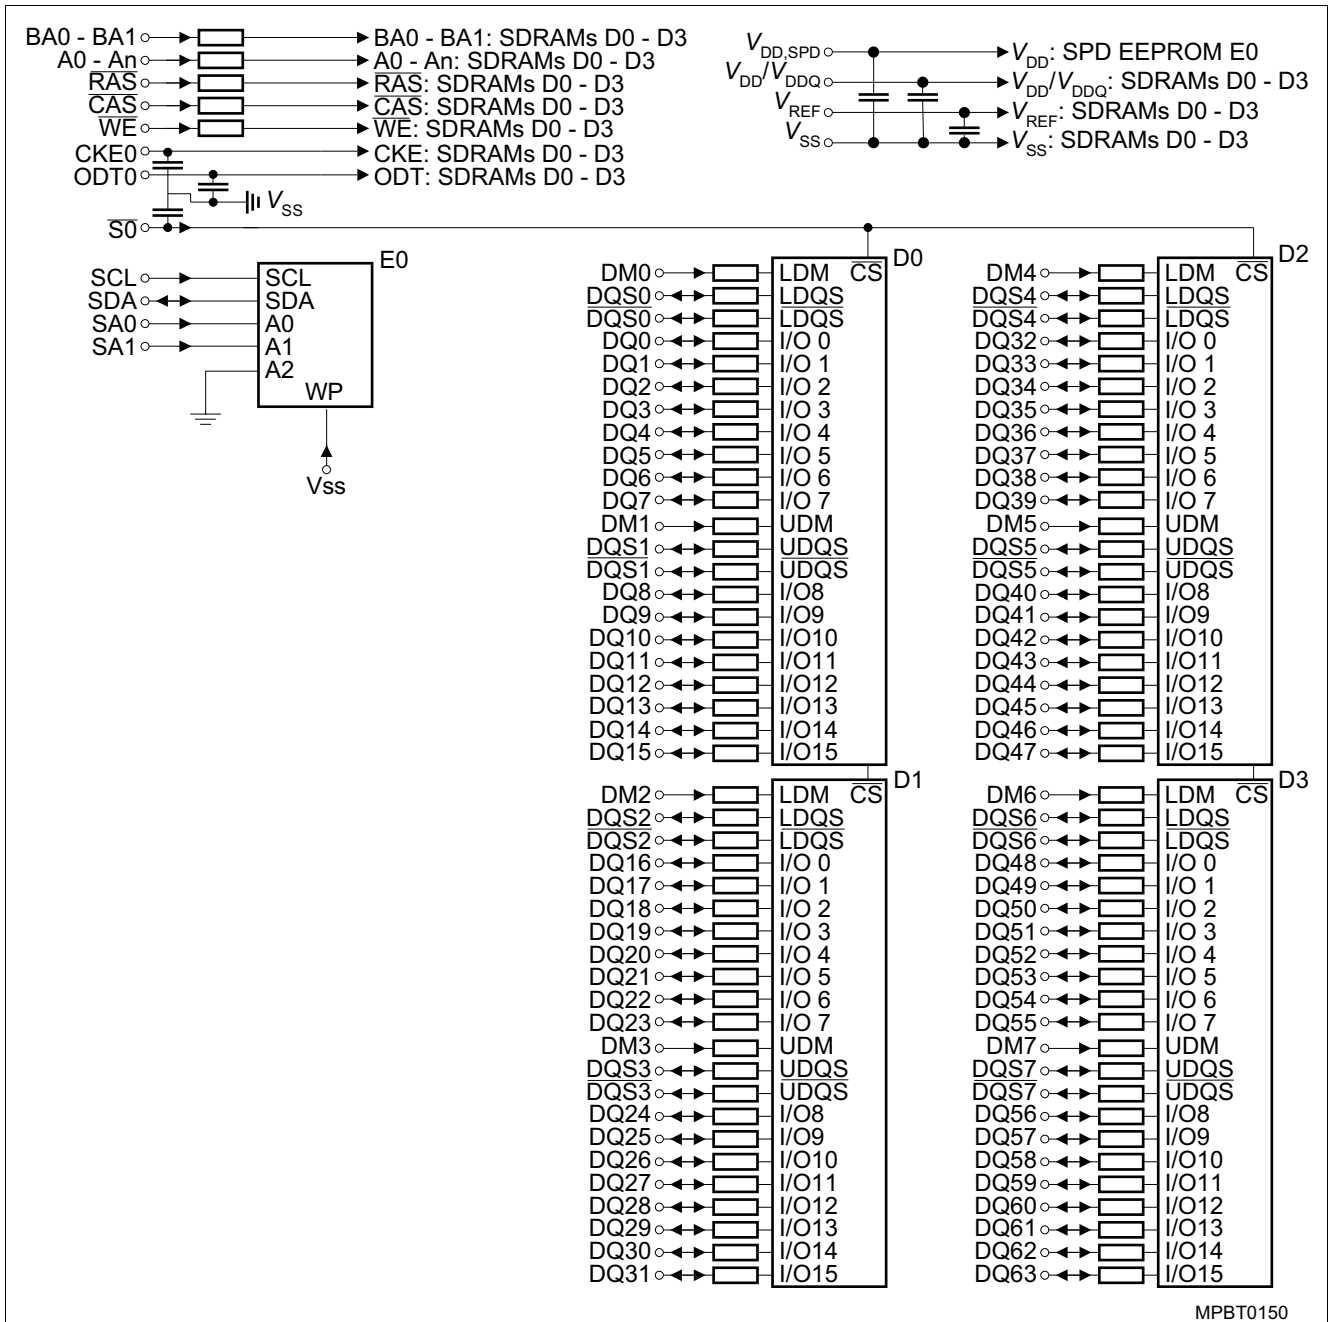 BA0 - BA1 BA0 - BA1: SDRAMs D0 - D3
A0 - An A0 - An: SDRAMs D0 - D3
RAS RAS: SDRAMs D0 - D3
CAS CAS: SDRAMs D0 - D3
WE WE: SDRAMs D0 - D3
CKE0 CKE: SDRAMs D0 - D3
ODT0 ODT: SDRAMs D0 - D3
VSS
S0
VDD,SPD VDD: SPD EEPROM E0
VDD/VDDQ VDD/VDDQ: SDRAMs D0 - D3
VREF VREF: SDRAMs D0 - D3
VSS VSS: SDRAMs D0 - D3
E0
SCL SCL
SDA SDA
SA0 A0
SA1 A1
A2
WP
Vss
D0
DM0 LDM CS
DQS0 LDQS
DQS0 LDQS
DQ0 I/O 0
DQ1 I/O 1
DQ2 I/O 2
DQ3 I/O 3
DQ4 I/O 4
DQ5 I/O 5
DQ6 I/O 6
DQ7 I/O 7
DM1 UDM
DQS1 UDQS
DQS1 UDQS
DQ8 I/O8
DQ9 I/O9
DQ10 I/O10
DQ11 I/O11
DQ12 I/O12
DQ13 I/O13
DQ14 I/O14
DQ15 I/O15
D1
DM2 LDM CS
DQS2 LDQS
DQS2 LDQS
DQ16 I/O 0
DQ17 I/O 1
DQ18 I/O 2
DQ19 I/O 3
DQ20 I/O 4
DQ21 I/O 5
DQ22 I/O 6
DQ23 I/O 7
DM3 UDM
DQS3 UDQS
DQS3 UDQS
DQ24 I/O8
DQ25 I/O9
DQ26 I/O10
DQ27 I/O11
DQ28 I/O12
DQ29 I/O13
DQ30 I/O14
DQ31 I/O15
D2
DM4 LDM CS
DQS4 LDQS
DQS4 LDQS
DQ32 I/O 0
DQ33 I/O 1
DQ34 I/O 2
DQ35 I/O 3
DQ36 I/O 4
DQ37 I/O 5
DQ38 I/O 6
DQ39 I/O 7
DM5 UDM
DQS5 UDQS
DQS5 UDQS
DQ40 I/O8
DQ41 I/O9
DQ42 I/O10
DQ43 I/O11
DQ44 I/O12
DQ45 I/O13
DQ46 I/O14
DQ47 I/O15
D3
DM6 LDM CS
DQS6 LDQS
DQS6 LDQS
DQ48 I/O 0
DQ49 I/O 1
DQ50 I/O 2
DQ51 I/O 3
DQ52 I/O 4
DQ53 I/O 5
DQ54 I/O 6
DQ55 I/O 7
DM7 UDM
DQS7 UDQS
DQS7 UDQS
DQ56 I/O8
DQ57 I/O9
DQ58 I/O10
DQ59 I/O11
DQ60 I/O12
DQ61 I/O13
DQ62 I/O14
DQ63 I/O15
MPBT0150